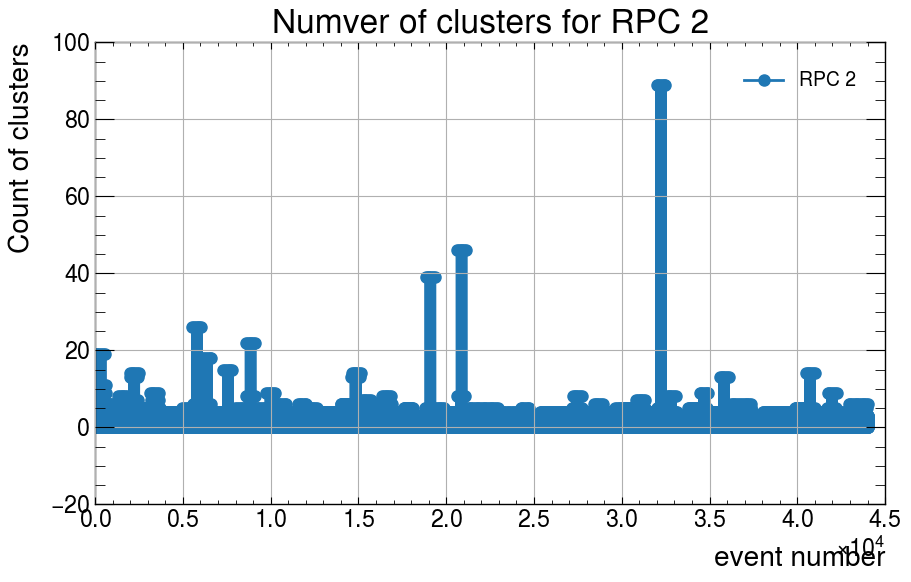 Numver of clusters for RPC 2
Count of clusters
100
80
60
40
20
0
−20
RPC 2
0.0 0.5 1.0 1.5 2.0 2.5 3.0 3.5 4.0 4.5
×10⁴
event number